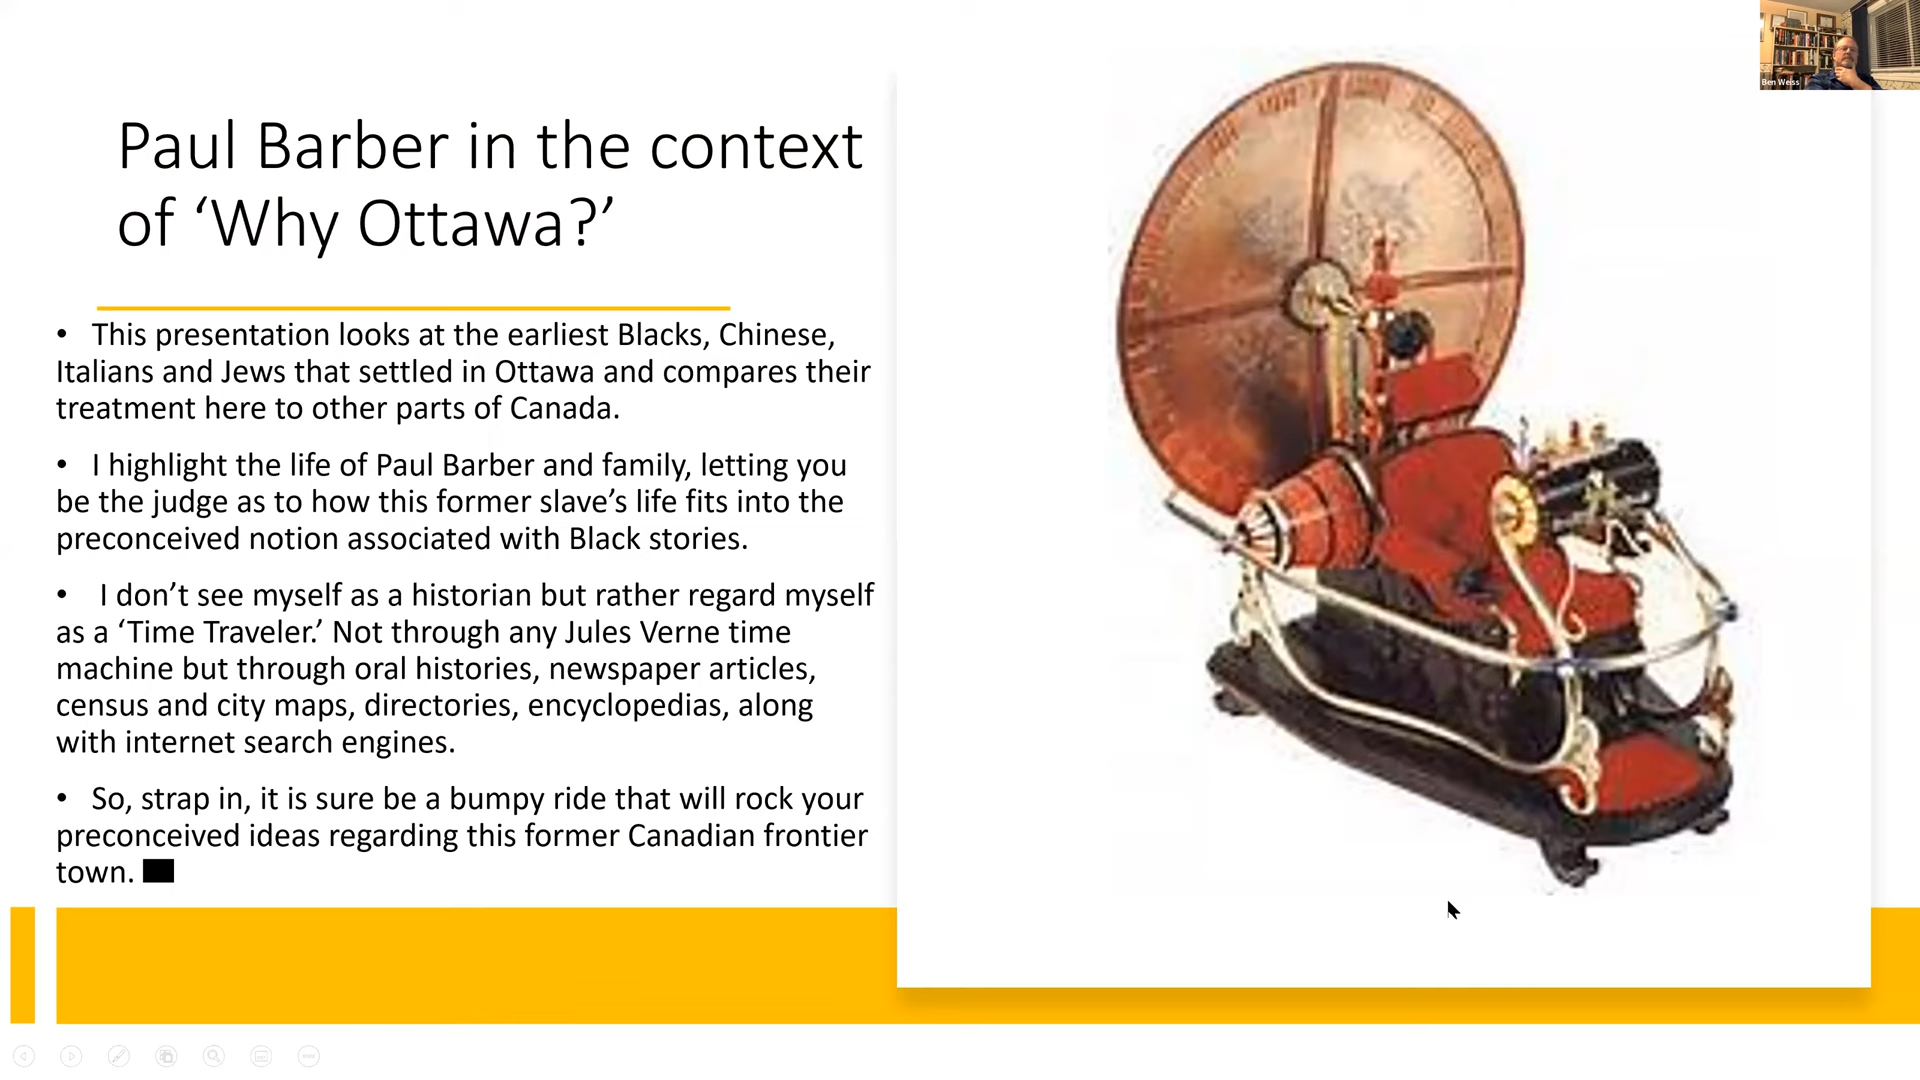 Paul Barber in the context
of ‘Why Ottawa?’
• This presentation looks at the earliest Blacks, Chinese,
Italians and Jews that settled in Ottawa and compares their
treatment here to other parts of Canada.
• I highlight the life of Paul Barber and family, letting you
be the judge as to how this former slave’s life fits into the
preconceived notion associated with Black stories.
• I don’t see myself as a historian but rather regard myself
as a ‘Time Traveler.’ Not through any Jules Verne time
machine but through oral histories, newspaper articles,
census and city maps, directories, encyclopedias, along
with internet search engines.
• So, strap in, it is sure be a bumpy ride that will rock your
preconceived ideas regarding this former Canadian frontier
town.
Ben Weiss